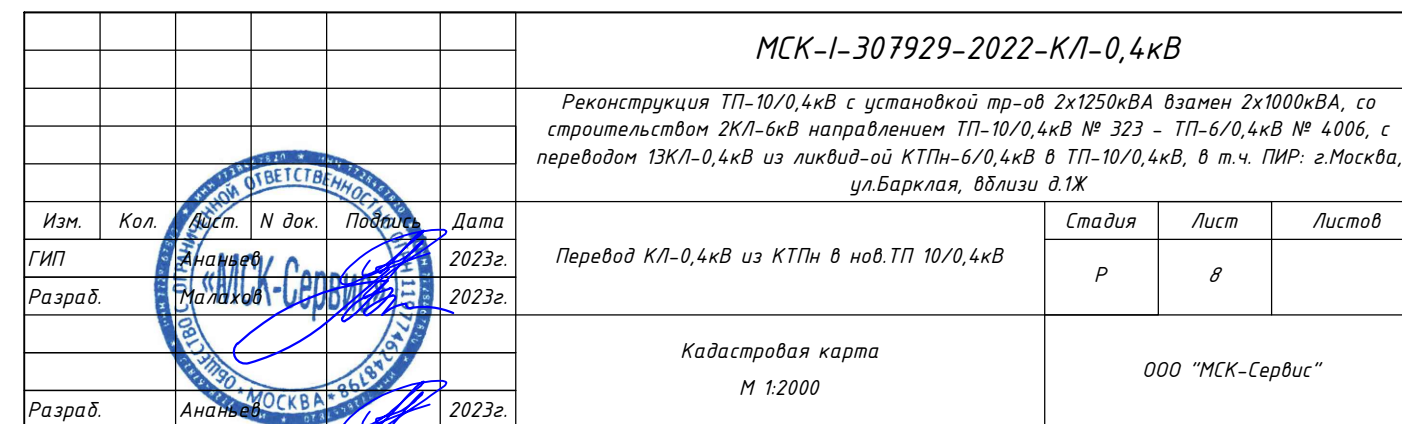 МСК-I-307929-2022-КЛ-0,4кВ
Реконструкция ТП-10/0,4кВ с установкой тр-ов 2х1250кВА взамен 2х1000кВА, со
строительством 2КЛ-6кВ направлением ТП-10/0,4кВ № 323 - ТП-6/0,4кВ № 4006, с
переводом 13КЛ-0,4кВ из ликвид-ой КТПн-6/0,4кВ в ТП-10/0,4кВ, в т.ч. ПИР: г.Москва,
ул.Барклая, вблизи д.1Ж
Изм. Кол. Лист. N док. Подпись Дата
Стадия Лист Листов
ГИП Ананьев 2023г.
Перевод КЛ-0,4кВ из КТПн в нов.ТП 10/0,4кВ
Р 8
Разраб. Малахов 2023г.
Кадастровая карта
М 1:2000
ООО "МСК-Сервис"
Разраб. Ананьев 2023г.
ОБЩЕСТВО С ОГРАНИЧЕННОЙ ОТВЕТСТВЕННОСТЬЮ
«МСК-Сервис»
МОСКВА